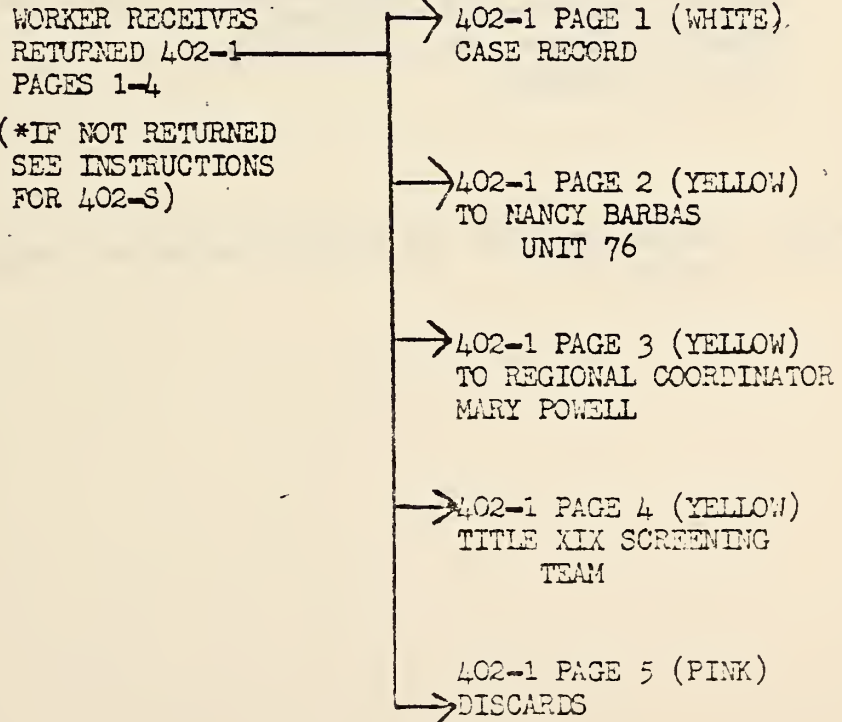 WORKER RECEIVES
RETURNED 402-1
PAGES 1-4
(*IF NOT RETURNED
SEE INSTRUCTIONS
FOR 402-S)
402-1 PAGE 1 (WHITE)
CASE RECORD
402-1 PAGE 2 (YELLOW)
TO NANCY BARBAS
UNIT 76
402-1 PAGE 3 (YELLOW)
TO REGIONAL COORDINATOR
MARY POWELL
402-1 PAGE 4 (YELLOW)
TITLE XIX SCREENING
TEAM
402-1 PAGE 5 (PINK)
DISCARDS